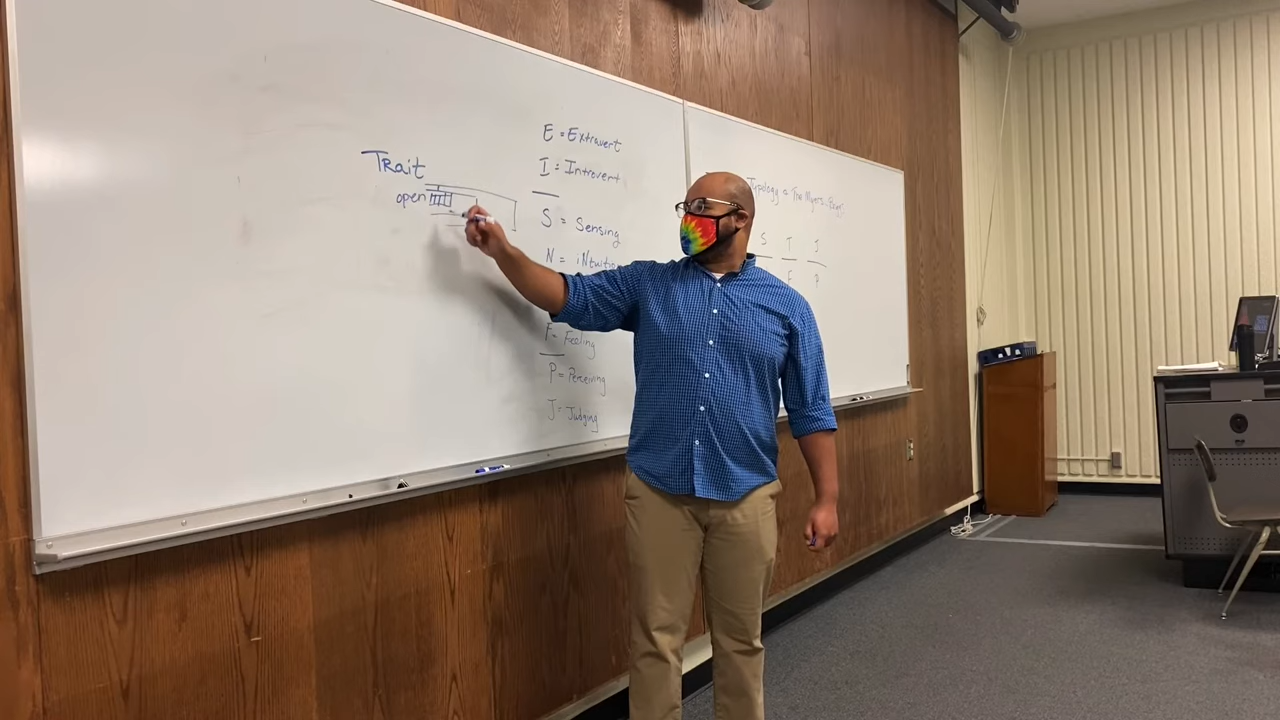 Trait
open
E = Extravert
I = Introvert
S = Sensing
N = iNtuition
F = Feeling
P = Perceiving
J = Judging
Typology = The Myers-Briggs
S T J
F P